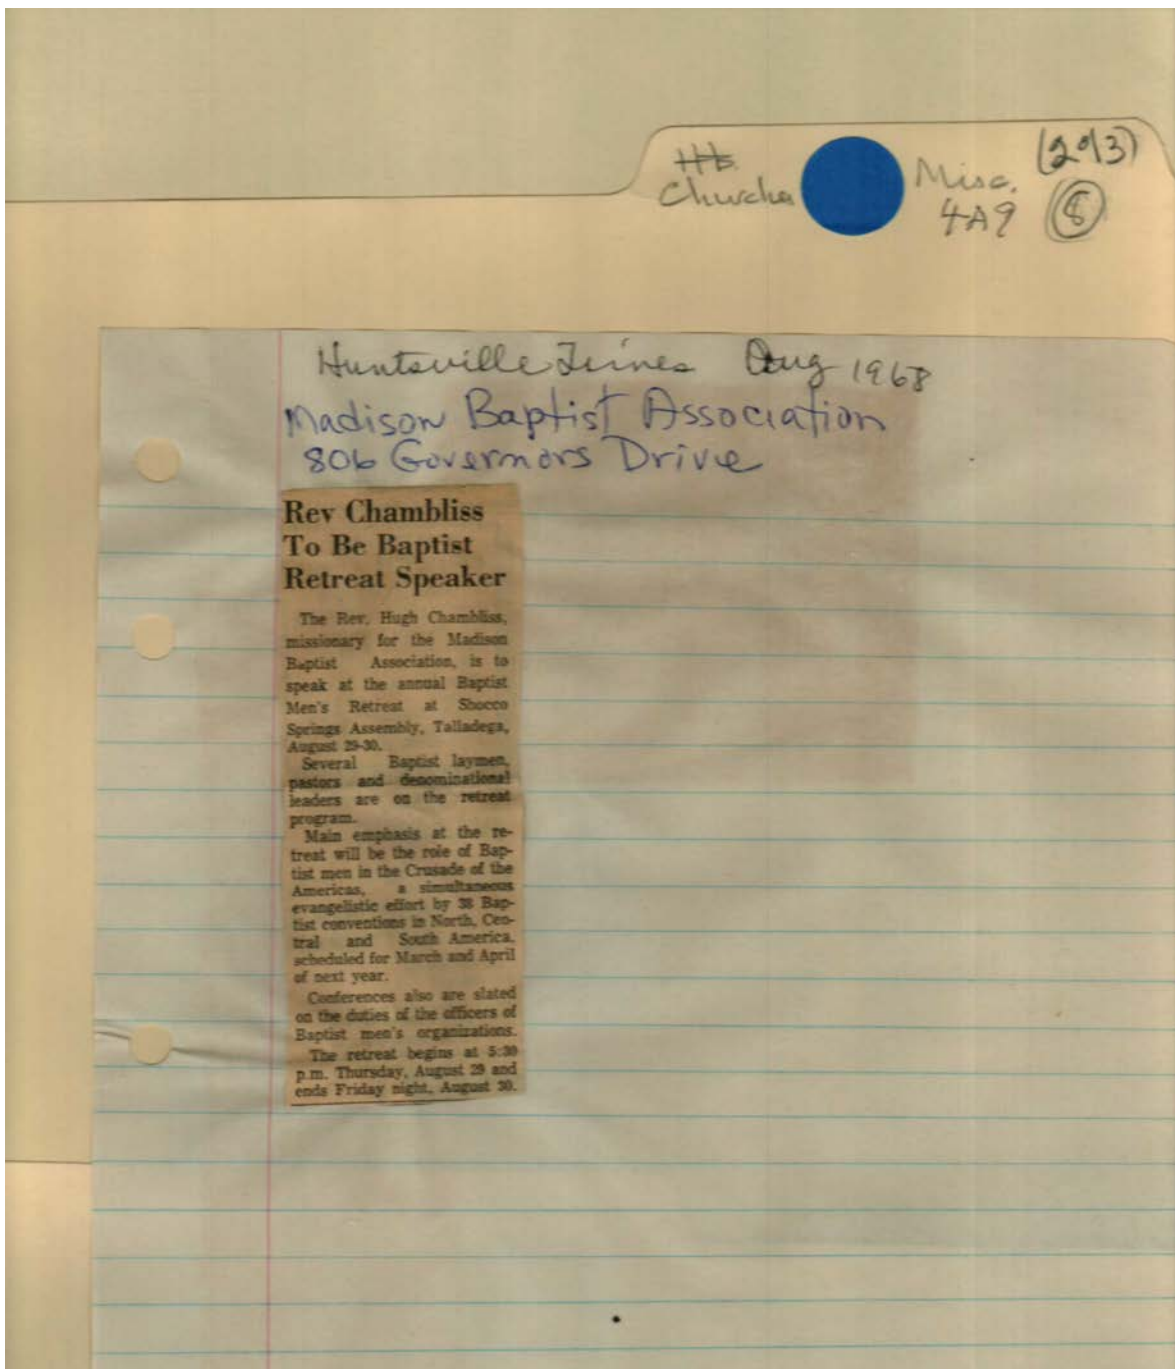 (293)
Misc.
Churches
4A9 8
Huntsville Times Aug 1968
Madison Baptist Association
806 Governors Drive
Rev Chambliss
To Be Baptist
Retreat Speaker
The Rev. Hugh Chambliss,
missionary for the Madison
Baptist Association, is to
speak at the annual Baptist
Men's Retreat at Shocco
Springs Assembly, Talladega,
August 29-30.
Several Baptist laymen,
pastors and denominational
leaders are on the retreat
program.
Main emphasis at the re-
treat will be the role of Bap-
tist men in the Crusade of the
Americas, a simultaneous
evangelistic effort by 38 Bap-
tist conventions in North, Cen-
tral and South America,
scheduled for March and April
of next year.
Conferences also are slated
on the duties of the officers of
Baptist men's organizations.
The retreat begins at 5:30
p.m. Thursday, August 29 and
ends Friday night, August 30.